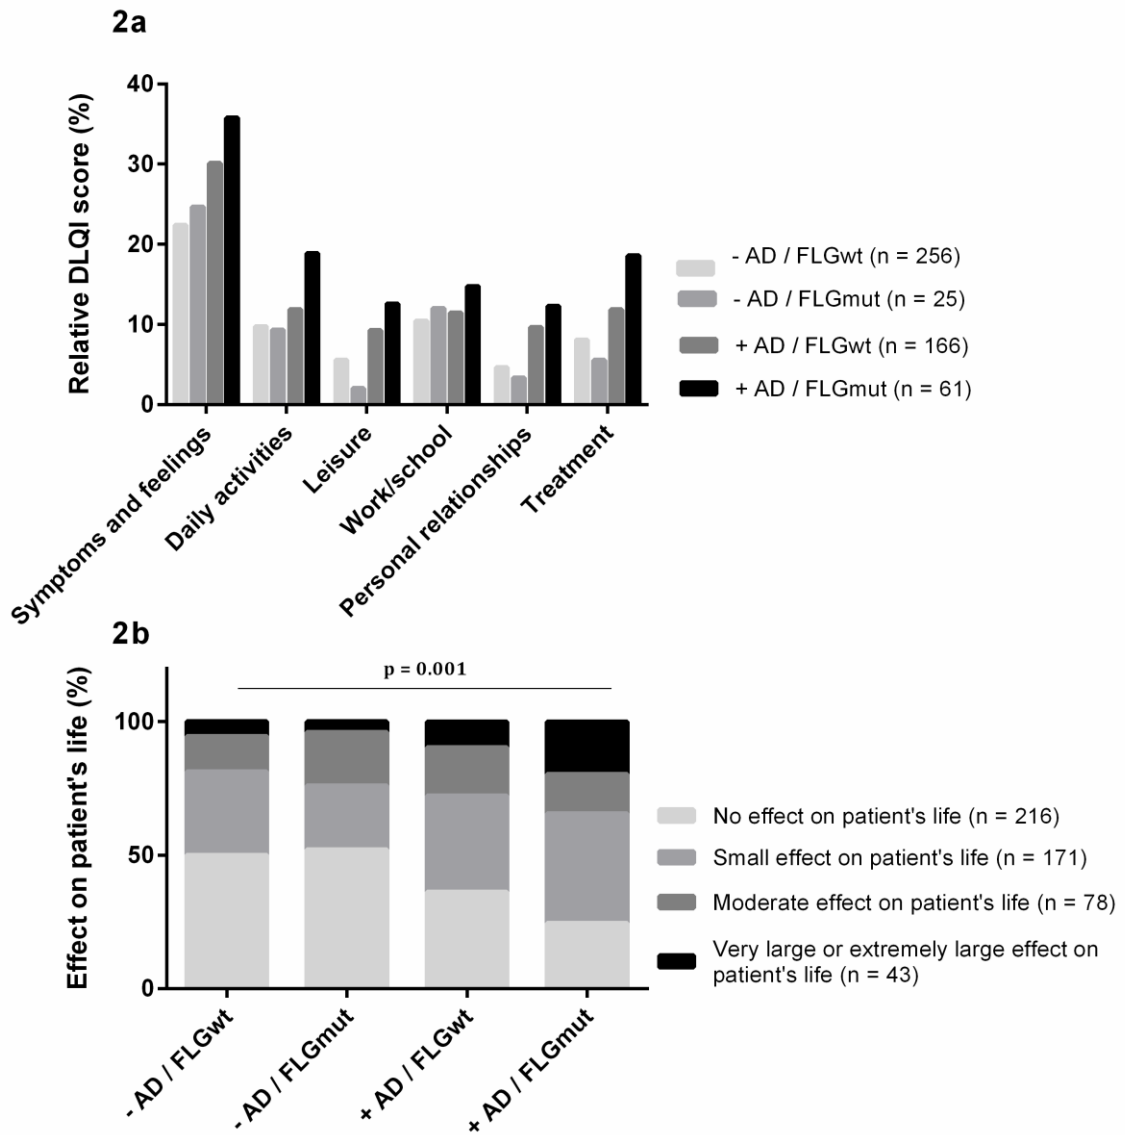 2a
Relative DLQI score (%)
40
30
20
10
0
Symptoms and feelings
Daily activities
Leisure
Work/school
Personal relationships
Treatment
- AD / FLGwt (n = 256)
- AD / FLGmut (n = 25)
+ AD / FLGwt (n = 166)
+ AD / FLGmut (n = 61)
2b
p = 0.001
Effect on patient's life (%)
100
50
0
- AD / FLGwt
- AD / FLGmut
+ AD / FLGwt
+ AD / FLGmut
No effect on patient's life (n = 216)
Small effect on patient's life (n = 171)
Moderate effect on patient's life (n = 78)
Very large or extremely large effect on
patient's life (n = 43)